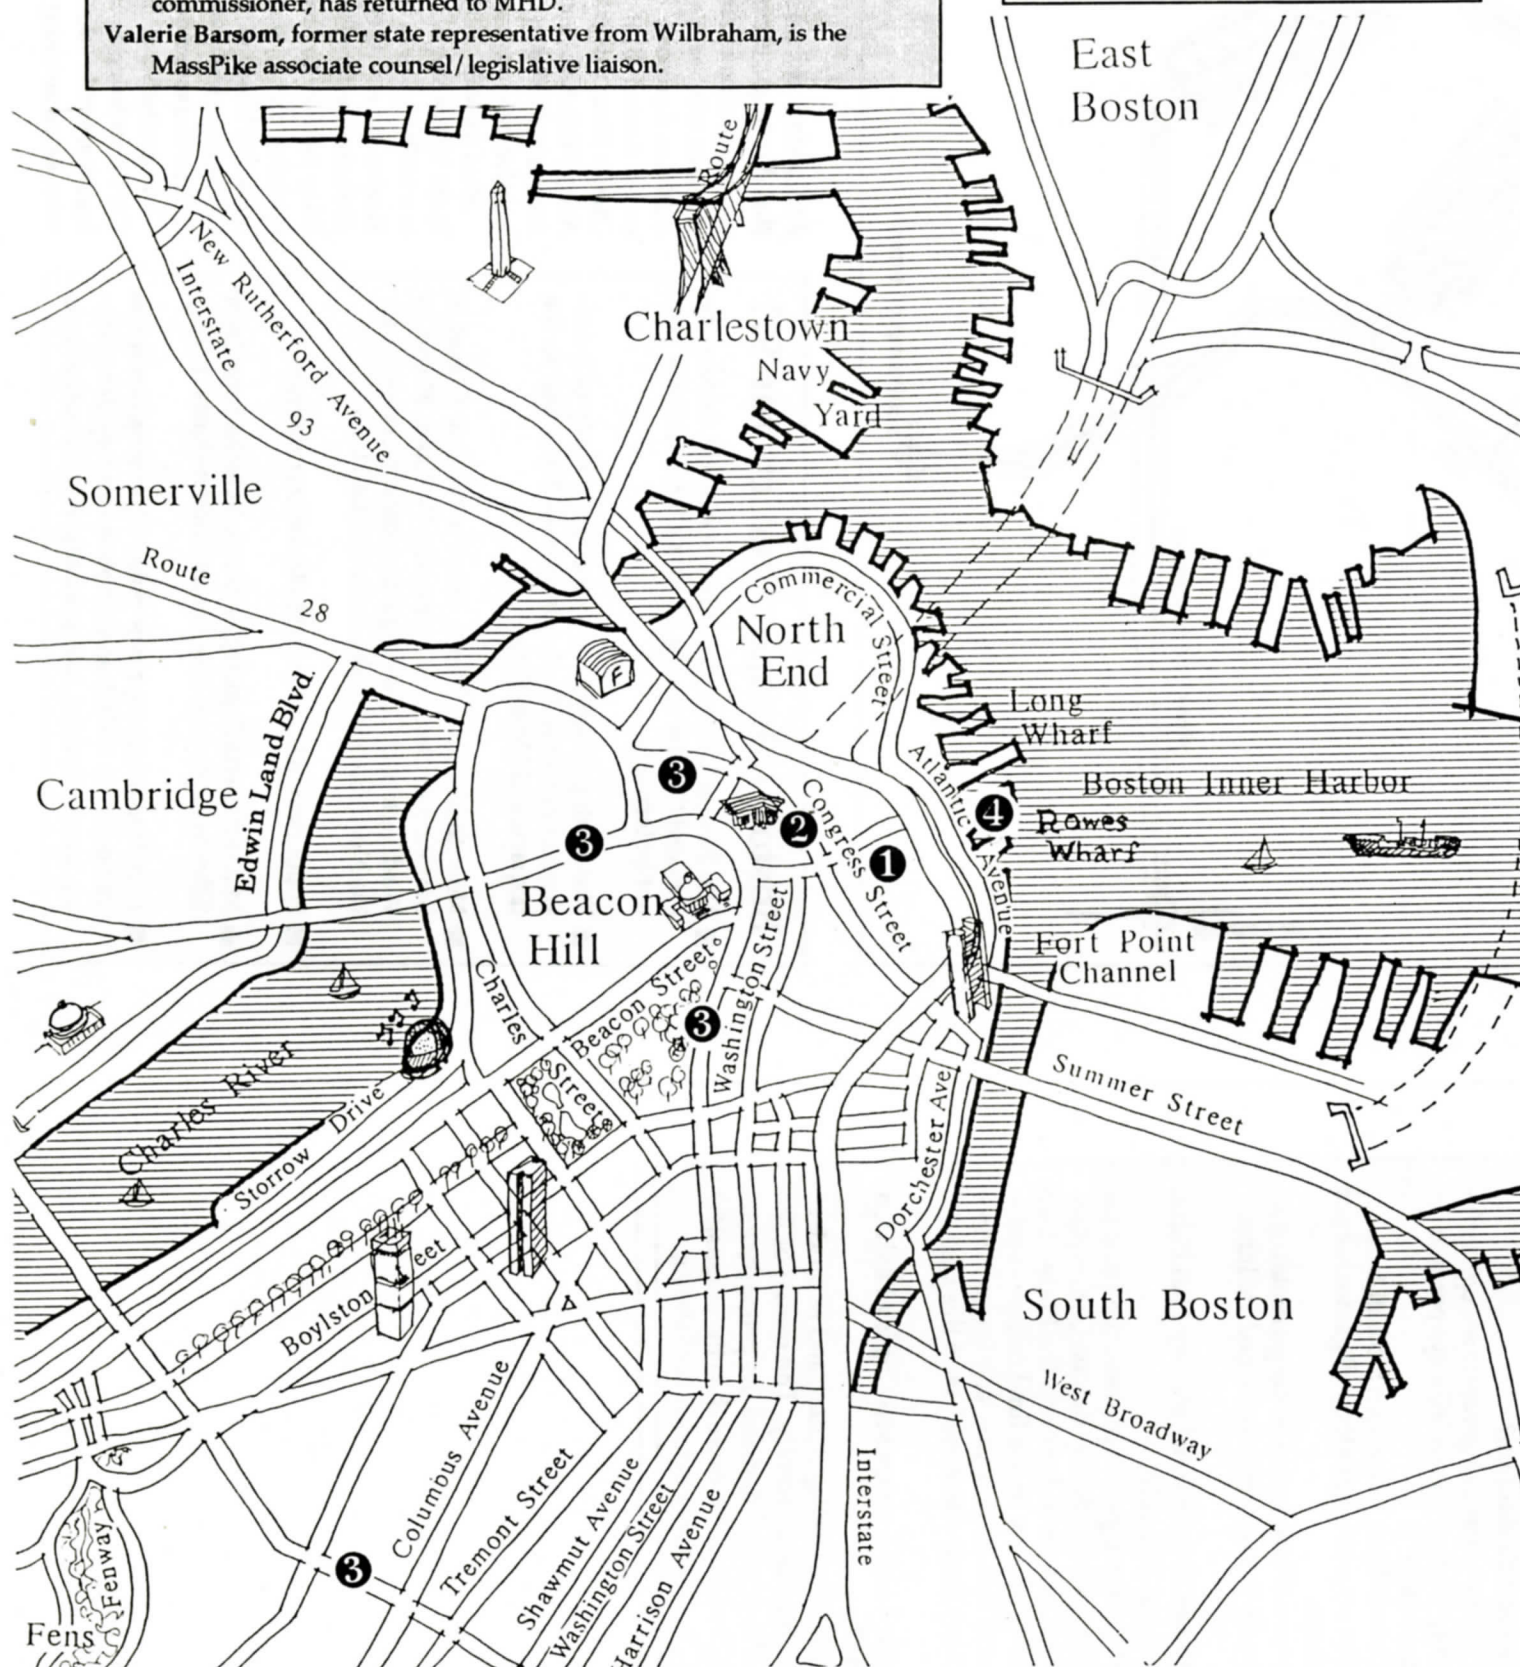 commissioner, has returned to MHD.
Valerie Barsom, former state representative from Wilbraham, is the
MassPike associate counsel/legislative liaison.
East
Boston
Route
New Rutherford Avenue
Interstate
93
Charlestown
Navy
Yard
Somerville
Route
28
Commercial Street
North
End
F
Long
Wharf
Edwin Land Blvd.
Cambridge
Atlantic Avenue
Boston Inner Harbor
3
Congress Street
4
Rowes
Wharf
2
3
1
Beacon
Hill
Washington Street
Fort Point
Channel
Charles Street
Beacon Street
3
Charles River
Storrow Drive
Summer Street
Dorchester Ave
Boylston
eet
South Boston
West Broadway
Columbus Avenue
Tremont Street
Shawmut Avenue
Washington Street
Harrison Avenue
Interstate
3
Fenway
Fens